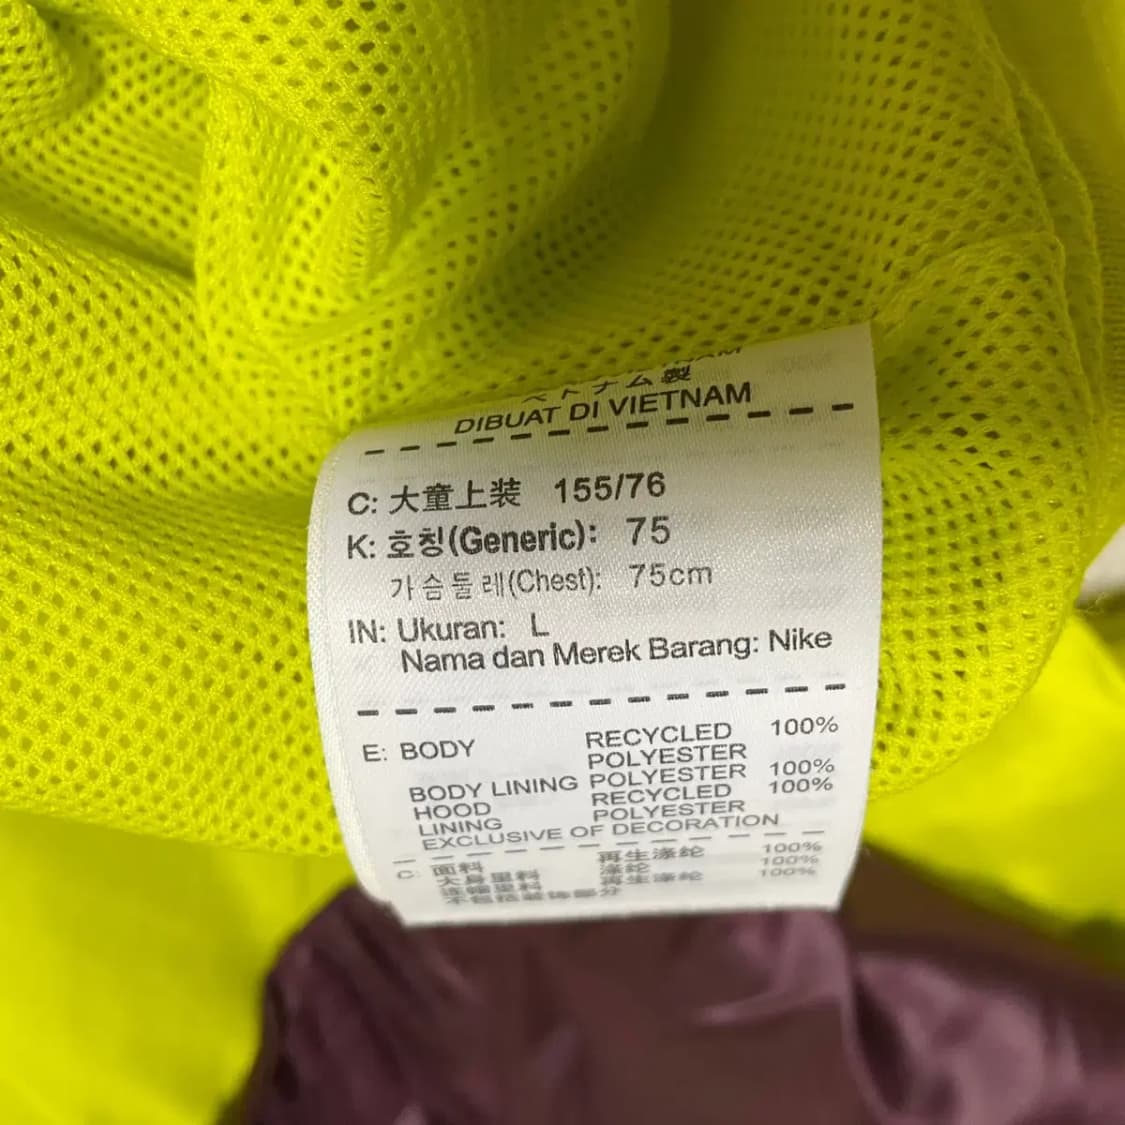 ベトナム製
DIBUAT DI VIETNAM
C: 大童上装 155/76
K: 호칭(Generic): 75
가슴둘레(Chest): 75cm
IN: Ukuran: L
Nama dan Merek Barang: Nike
E: BODY RECYCLED 100%
POLYESTER
BODY LINING POLYESTER 100%
HOOD RECYCLED 100%
LINING POLYESTER
EXCLUSIVE OF DECORATION
C: 面料 再生涤纶 100%
大身里料 涤纶 100%
连帽里料 再生涤纶 100%
不包括装饰部分